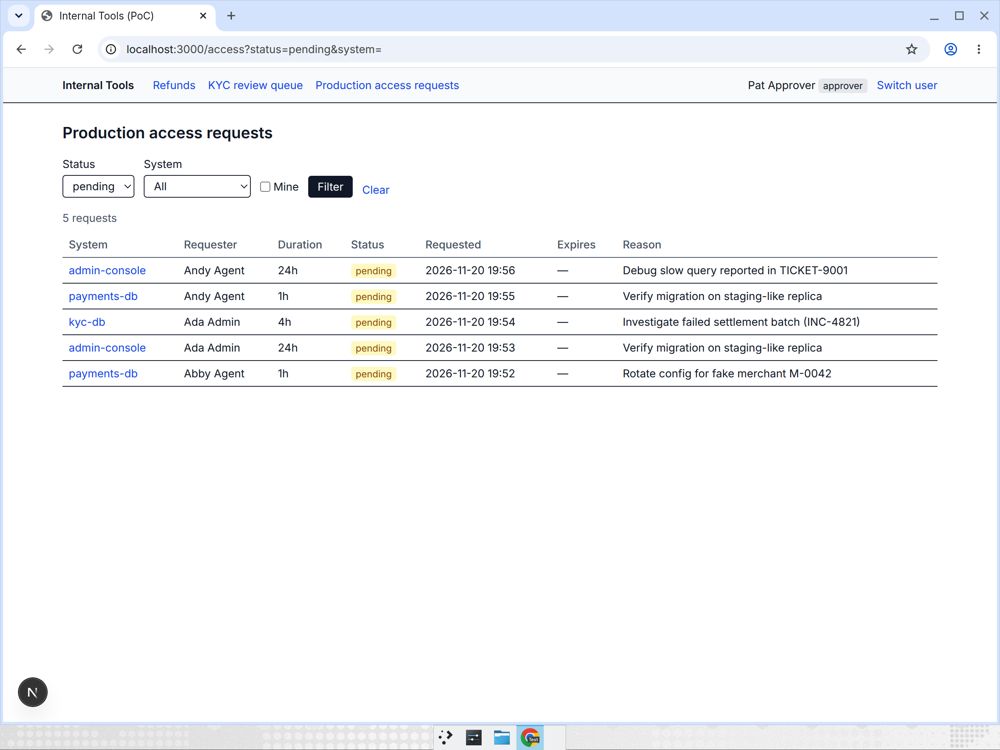 Internal Tools (PoC)
localhost:3000/access?status=pending&system=
Internal Tools Refunds KYC review queue Production access requests Pat Approver approver Switch user
Production access requests
Status System
pending All Mine Filter Clear
5 requests
System Requester Duration Status Requested Expires Reason
admin-console Andy Agent 24h pending 2026-11-20 19:56 — Debug slow query reported in TICKET-9001
payments-db Andy Agent 1h pending 2026-11-20 19:55 — Verify migration on staging-like replica
kyc-db Ada Admin 4h pending 2026-11-20 19:54 — Investigate failed settlement batch (INC-4821)
admin-console Ada Admin 24h pending 2026-11-20 19:53 — Verify migration on staging-like replica
payments-db Abby Agent 1h pending 2026-11-20 19:52 — Rotate config for fake merchant M-0042
N